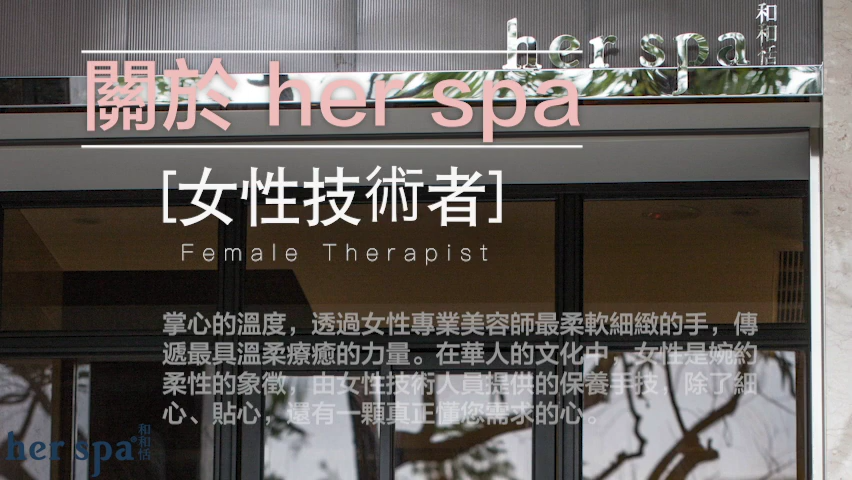 her spa 和和恬
關於 her spa
[女性技術者]
Female Therapist
掌心的溫度，透過女性專業美容師最柔軟細緻的手，傳
遞最具溫柔療癒的力量。在華人的文化中，女性是婉約
柔性的象徵，由女性技術人員提供的保養手技，除了細
心、貼心，還有一顆真正懂您需求的心。
her spa® 和和恬